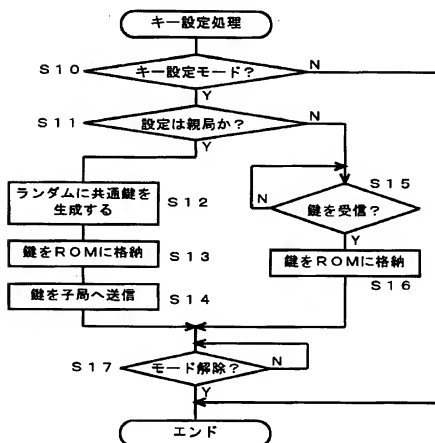 キー設定処理
S10
キー設定モード？
N
Y
S11
設定は親局か？
N
Y
ランダムに共通鍵を
生成する
S12
鍵をROMに格納
S13
鍵を子局へ送信
S14
S15
N
鍵を受信？
Y
鍵をROMに格納
S16
S17
モード解除？
N
Y
エンド